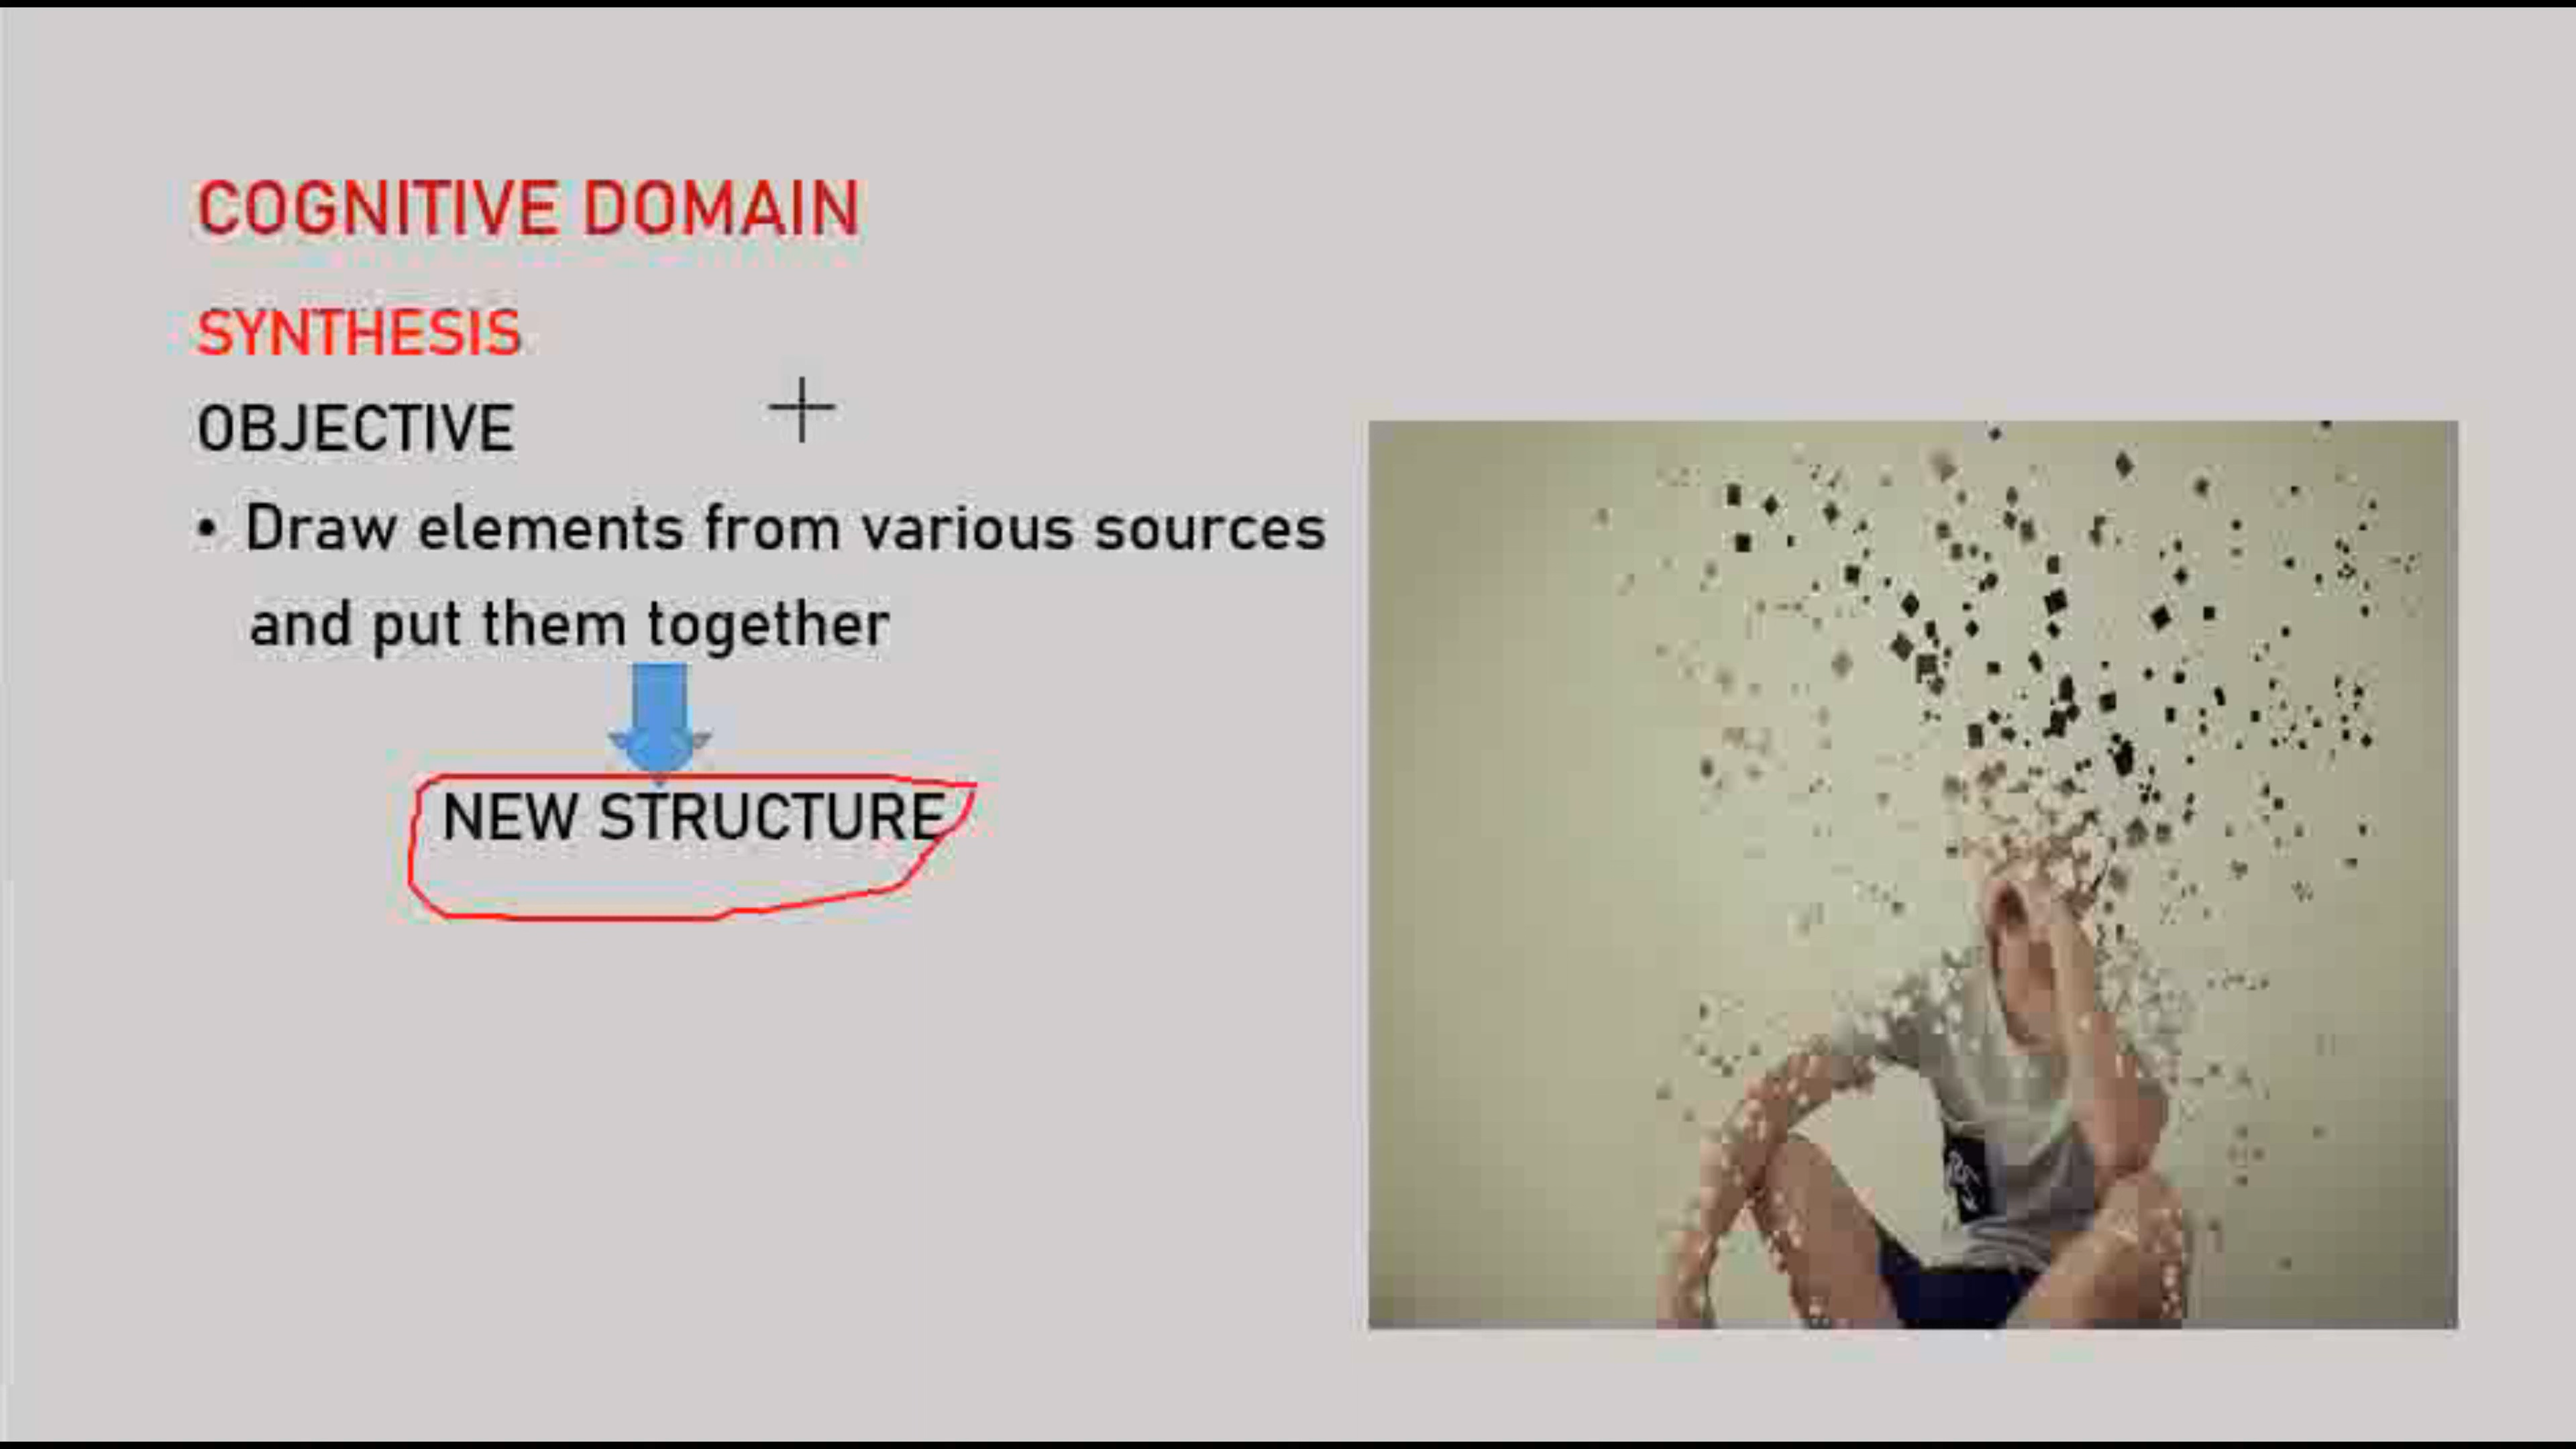 COGNITIVE DOMAIN
SYNTHESIS
OBJECTIVE
• Draw elements from various sources
and put them together
NEW STRUCTURE